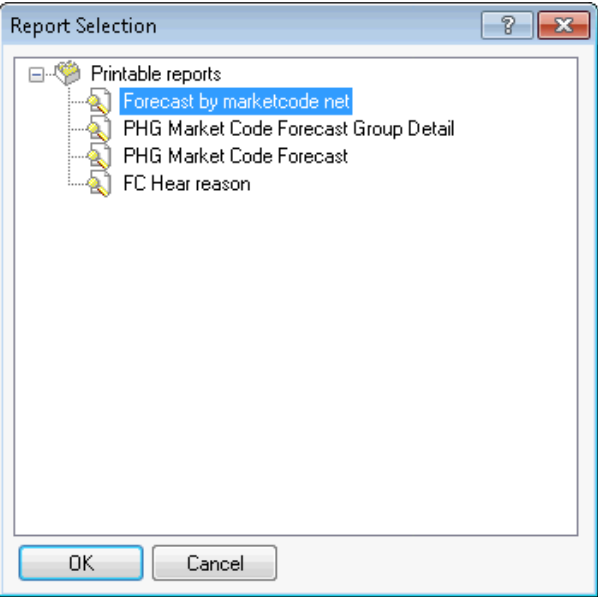 Report Selection
Printable reports
Forecast by marketcode net
PHG Market Code Forecast Group Detail
PHG Market Code Forecast
FC Hear reason
OK Cancel